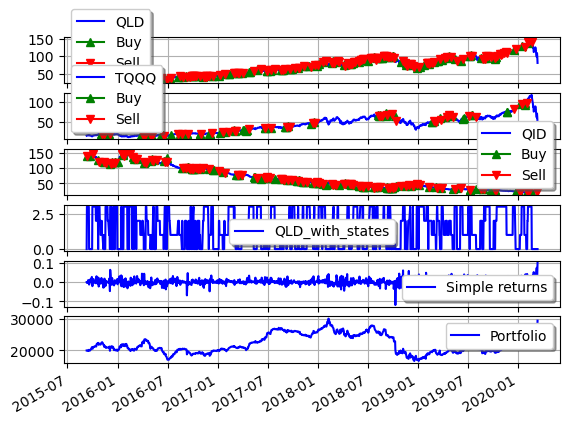 QLD
Buy
Sell
150
100
50
TQQQ
Buy
Sell
100
50
QID
Buy
Sell
150
100
50
2.5
0.0
QLD_with_states
0.1
0.0
−0.1
Simple returns
30000
20000
Portfolio
2015-07
2016-01
2016-07
2017-01
2017-07
2018-01
2018-07
2019-01
2019-07
2020-01